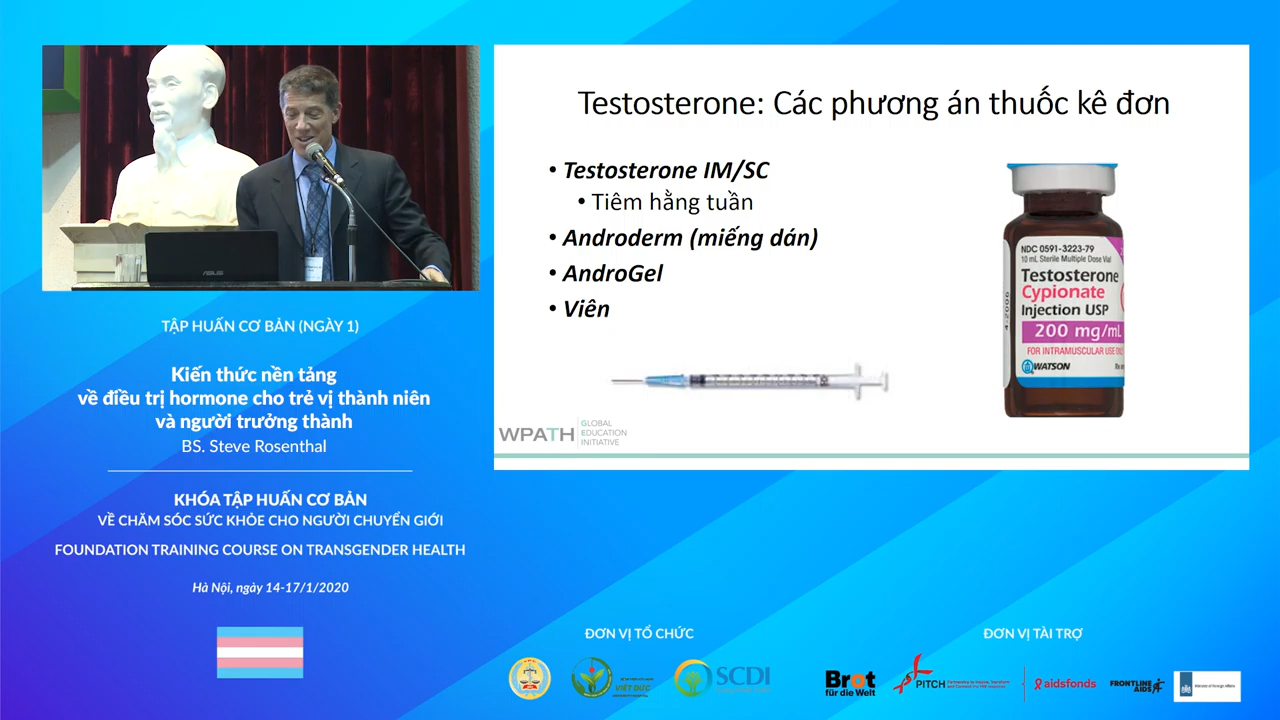 TẬP HUẤN CƠ BẢN (NGÀY 1)
Kiến thức nền tảng
về điều trị hormone cho trẻ vị thành niên
và người trưởng thành
BS. Steve Rosenthal
KHÓA TẬP HUẤN CƠ BẢN
VỀ CHĂM SÓC SỨC KHỎE CHO NGƯỜI CHUYỂN GIỚI
FOUNDATION TRAINING COURSE ON TRANSGENDER HEALTH
Hà Nội, ngày 14-17/1/2020
Testosterone: Các phương án thuốc kê đơn
• Testosterone IM/SC
• Tiêm hằng tuần
• Androderm (miếng dán)
• AndroGel
• Viên
NDC 0591-3223-79
10 mL Sterile Multiple Dose Vial
Testosterone
Cypionate
Injection USP
200 mg/mL
FOR INTRAMUSCULAR USE
WATSON
WPATH
GLOBAL
EDUCATION
INITIATIVE
ASUS
ĐƠN VỊ TỔ CHỨC
VIỆT ĐỨC
SCDI
ĐƠN VỊ TÀI TRỢ
Brot
für die Welt
PITCH
aidsfonds
FRONTLINE
AIDS